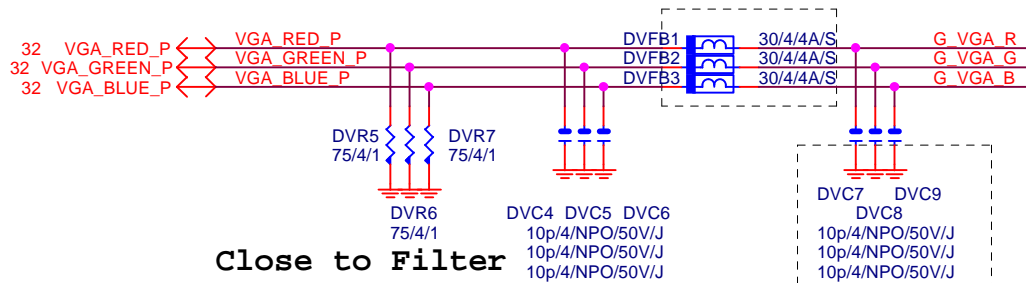 32 VGA_RED_P VGA_RED_P DVFB1 30/4/4A/S G_VGA_R
32 VGA_GREEN_P VGA_GREEN_P DVFB2 30/4/4A/S G_VGA_G
32 VGA_BLUE_P VGA_BLUE_P DVFB3 30/4/4A/S G_VGA_B
DVR5 DVR7
75/4/1 75/4/1
DVR6
75/4/1
DVC4 DVC5 DVC6
10p/4/NPO/50V/J
10p/4/NPO/50V/J
10p/4/NPO/50V/J
DVC7 DVC9
DVC8
10p/4/NPO/50V/J
10p/4/NPO/50V/J
10p/4/NPO/50V/J
Close to Filter